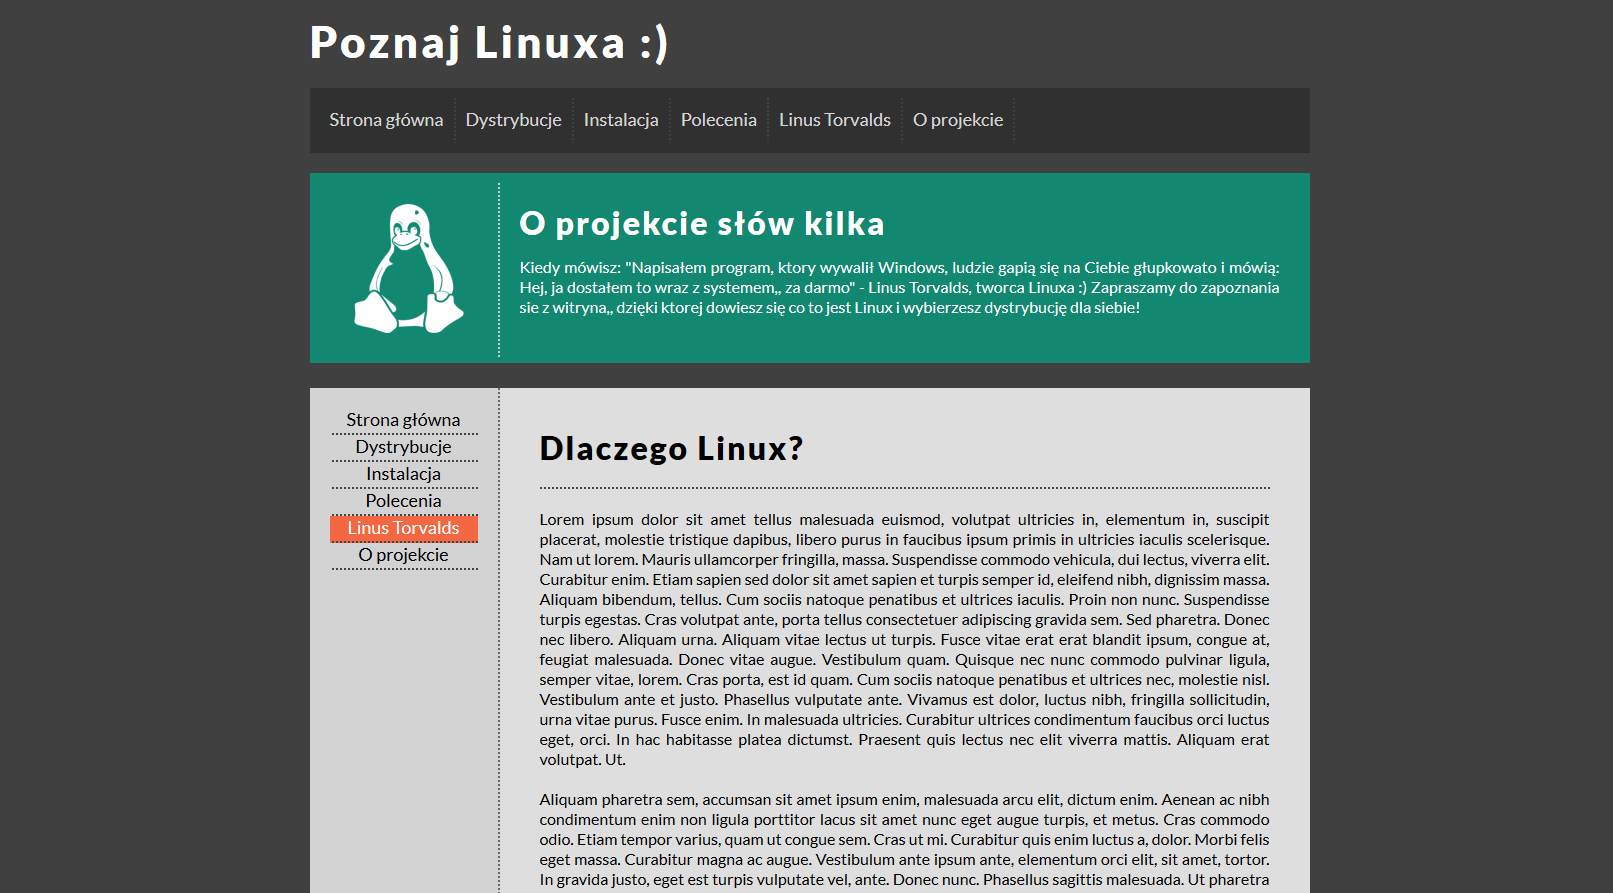 Poznaj Linuxa :)
Strona główna Dystrybucje Instalacja Polecenia Linus Torvalds O projekcie
O projekcie słów kilka
Kiedy mówisz: "Napisałem program, ktory wywalił Windows, ludzie gapią się na Ciebie głupkowato i mówią:
Hej, ja dostałem to wraz z systemem,, za darmo" - Linus Torvalds, tworca Linuxa :) Zapraszamy do zapoznania
sie z witryna,, dzięki ktorej dowiesz się co to jest Linux i wybierzesz dystrybucję dla siebie!
Strona główna
Dystrybucje
Instalacja
Polecenia
Linus Torvalds
O projekcie
Dlaczego Linux?
Lorem ipsum dolor sit amet tellus malesuada euismod, volutpat ultricies in, elementum in, suscipit
placerat, molestie tristique dapibus, libero purus in faucibus ipsum primis in ultricies iaculis scelerisque.
Nam ut lorem. Mauris ullamcorper fringilla, massa. Suspendisse commodo vehicula, dui lectus, viverra elit.
Curabitur enim. Etiam sapien sed dolor sit amet sapien et turpis semper id, eleifend nibh, dignissim massa.
Aliquam bibendum, tellus. Cum sociis natoque penatibus et ultrices iaculis. Proin non nunc. Suspendisse
turpis egestas. Cras volutpat ante, porta tellus consectetuer adipiscing gravida sem. Sed pharetra. Donec
nec libero. Aliquam urna. Aliquam vitae lectus ut turpis. Fusce vitae erat erat blandit ipsum, congue at,
feugiat malesuada. Donec vitae augue. Vestibulum quam. Quisque nec nunc commodo pulvinar ligula,
semper vitae, lorem. Cras porta, est id quam. Cum sociis natoque penatibus et ultrices nec, molestie nisl.
Vestibulum ante et justo. Phasellus vulputate ante. Vivamus est dolor, luctus nibh, fringilla sollicitudin,
urna vitae purus. Fusce enim. In malesuada ultricies. Curabitur ultrices condimentum faucibus orci luctus
eget, orci. In hac habitasse platea dictumst. Praesent quis lectus nec elit viverra mattis. Aliquam erat
volutpat. Ut.
Aliquam pharetra sem, accumsan sit amet ipsum enim, malesuada arcu elit, dictum enim. Aenean ac nibh
condimentum enim non ligula porttitor lacus sit amet nunc eget augue turpis, et metus. Cras commodo
odio. Etiam tempor varius, quam ut congue sem. Cras ut mi. Curabitur quis enim luctus a, dolor. Morbi felis
eget massa. Curabitur magna ac augue. Vestibulum ante ipsum ante, elementum orci elit, sit amet, tortor.
In gravida justo, eget est turpis vulputate vel, ante. Donec nunc. Phasellus sagittis malesuada. Ut pharetra